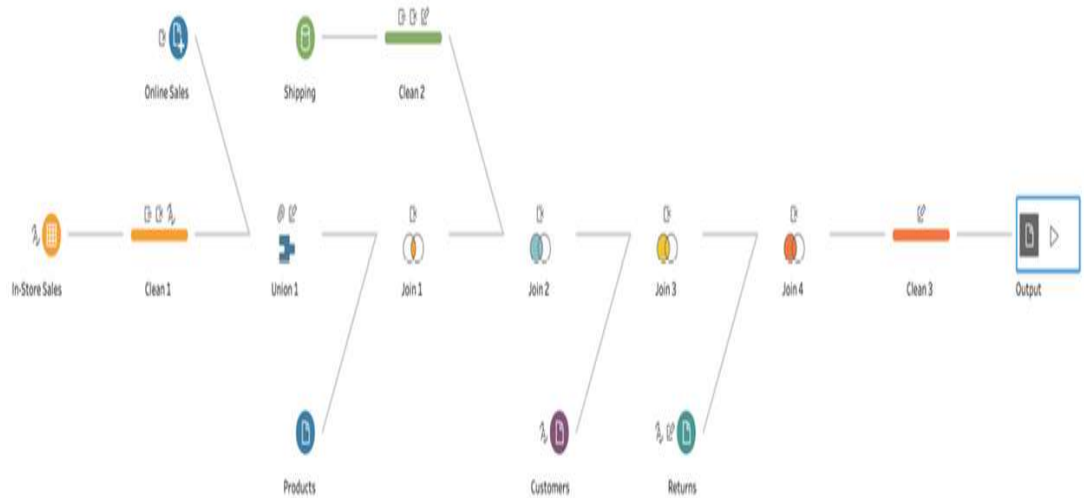 Online Sales
Shipping
Clean 2
In-Store Sales
Clean 1
Union 1
Join 1
Join 2
Join 3
Join 4
Clean 3
Output
Products
Customers
Returns